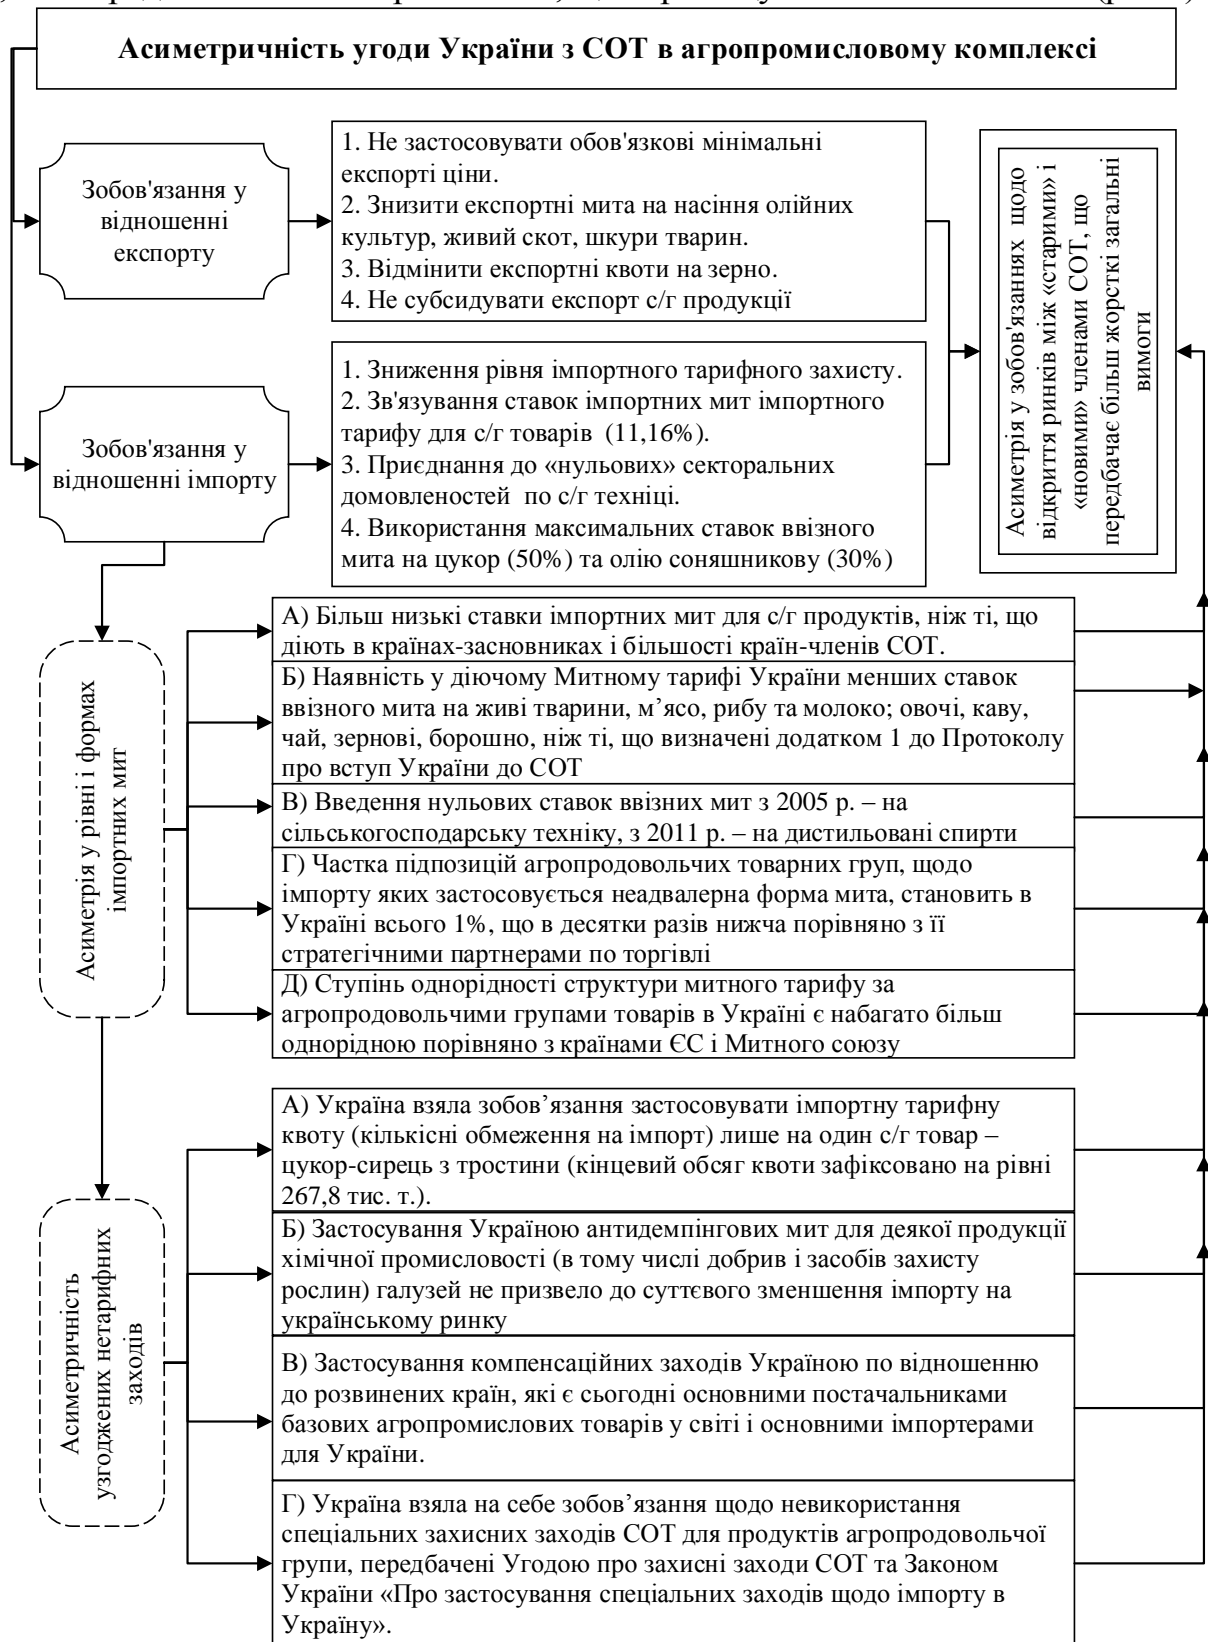 Асиметричність угоди України з СОТ в агропромисловому комплексі
Зобов'язання у
відношенні
експорту
1. Не застосовувати обов'язкові мінімальні
експорті ціни.
2. Знизити експортні мита на насіння олійних
культур, живий скот, шкури тварин.
3. Відмінити експортні квоти на зерно.
4. Не субсидувати експорт с/г продукції
Асиметрія у зобов'язаннях щодо
відкриття ринків між «старими» і
«новими» членами СОТ, що
передбачає більш жорсткі загальні
вимоги
Зобов'язання у
відношенні імпорту
1. Зниження рівня імпортного тарифного захисту.
2. Зв'язування ставок імпортних мит імпортного
тарифу для с/г товарів (11,16%).
3. Приєднання до «нульових» секторальних
домовленостей по с/г техніці.
4. Використання максимальних ставок ввізного
мита на цукор (50%) та олію соняшникову (30%)
Асиметрія у рівні і формах
імпортних мит
А) Більш низькі ставки імпортних мит для с/г продуктів, ніж ті, що
діють в країнах-засновниках і більшості країн-членів СОТ.
Б) Наявність у діючому Митному тарифі України менших ставок
ввізного мита на живі тварини, м’ясо, рибу та молоко; овочі, каву,
чай, зернові, борошно, ніж ті, що визначені додатком 1 до Протоколу
про вступ України до СОТ
В) Введення нульових ставок ввізних мит з 2005 р. – на
сільськогосподарську техніку, з 2011 р. – на дистильовані спирти
Г) Частка підпозицій агропродовольчих товарних груп, щодо
імпорту яких застосовується неадвалерна форма мита, становить в
Україні всього 1%, що в десятки разів нижча порівняно з її
стратегічними партнерами по торгівлі
Д) Ступінь однорідності структури митного тарифу за
агропродовольчими групами товарів в Україні є набагато більш
однорідною порівняно з країнами ЄС і Митного союзу
Асиметричність
узгоджених нетарифних
заходів
А) Україна взяла зобов’язання застосовувати імпортну тарифну
квоту (кількісні обмеження на імпорт) лише на один с/г товар –
цукор-сирець з тростини (кінцевий обсяг квоти зафіксовано на рівні
267,8 тис. т.).
Б) Застосування Україною антидемпінгових мит для деякої продукції
хімічної промисловості (в тому числі добрив і засобів захисту
рослин) галузей не призвело до суттєвого зменшення імпорту на
українському ринку
В) Застосування компенсаційних заходів Україною по відношенню
до розвинених країн, які є сьогодні основними постачальниками
базових агропромислових товарів у світі і основними імпортерами
для України.
Г) Україна взяла на себе зобов’язання щодо невикористання
спеціальних захисних заходів СОТ для продуктів агропродовольчої
групи, передбачені Угодою про захисні заходи СОТ та Законом
України «Про застосування спеціальних заходів щодо імпорту в
Україну».